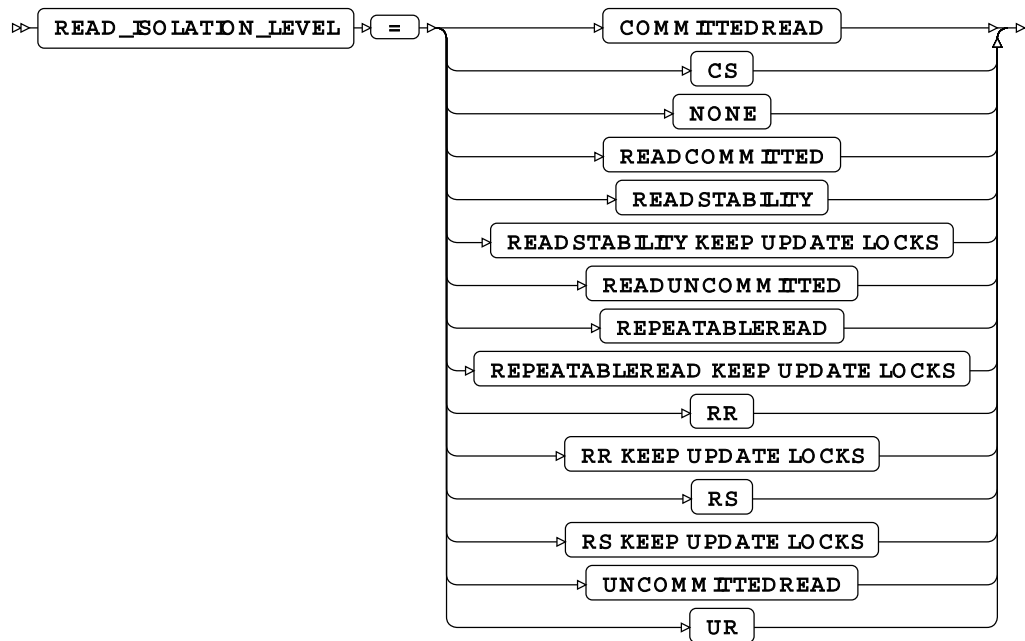 READ_ISOLATION_LEVEL = COMMITTEDREAD
CS
NONE
READCOMMITTED
READSTABILITY
READSTABILITY KEEP UPDATE LOCKS
READUNCOMMITTED
REPEATABLEREAD
REPEATABLEREAD KEEP UPDATE LOCKS
RR
RR KEEP UPDATE LOCKS
RS
RS KEEP UPDATE LOCKS
UNCOMMITTEDREAD
UR